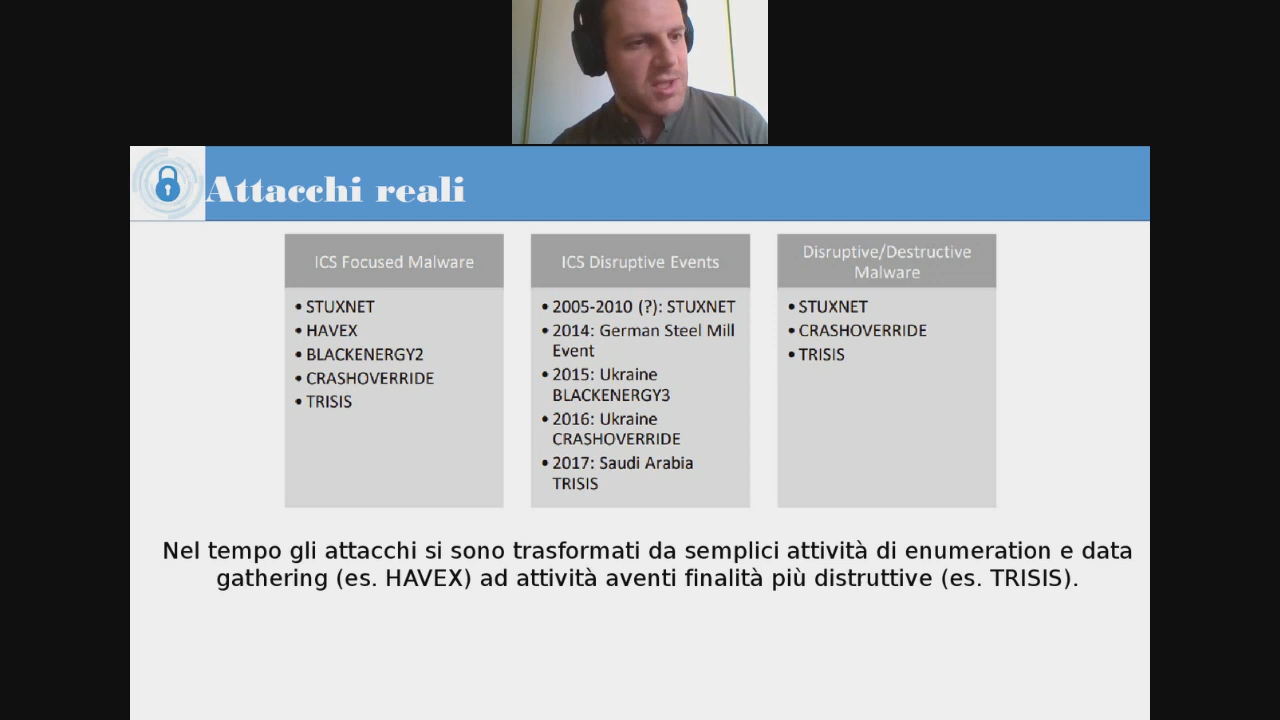 Attacchi reali
ICS Focused Malware
• STUXNET
• HAVEX
• BLACKENERGY2
• CRASHOVERRIDE
• TRISIS
ICS Disruptive Events
• 2005-2010 (?): STUXNET
• 2014: German Steel Mill
Event
• 2015: Ukraine
BLACKENERGY3
• 2016: Ukraine
CRASHOVERRIDE
• 2017: Saudi Arabia
TRISIS
Disruptive/Destructive
Malware
• STUXNET
• CRASHOVERRIDE
• TRISIS
Nel tempo gli attacchi si sono trasformati da semplici attività di enumeration e data
gathering (es. HAVEX) ad attività aventi finalità più distruttive (es. TRISIS).